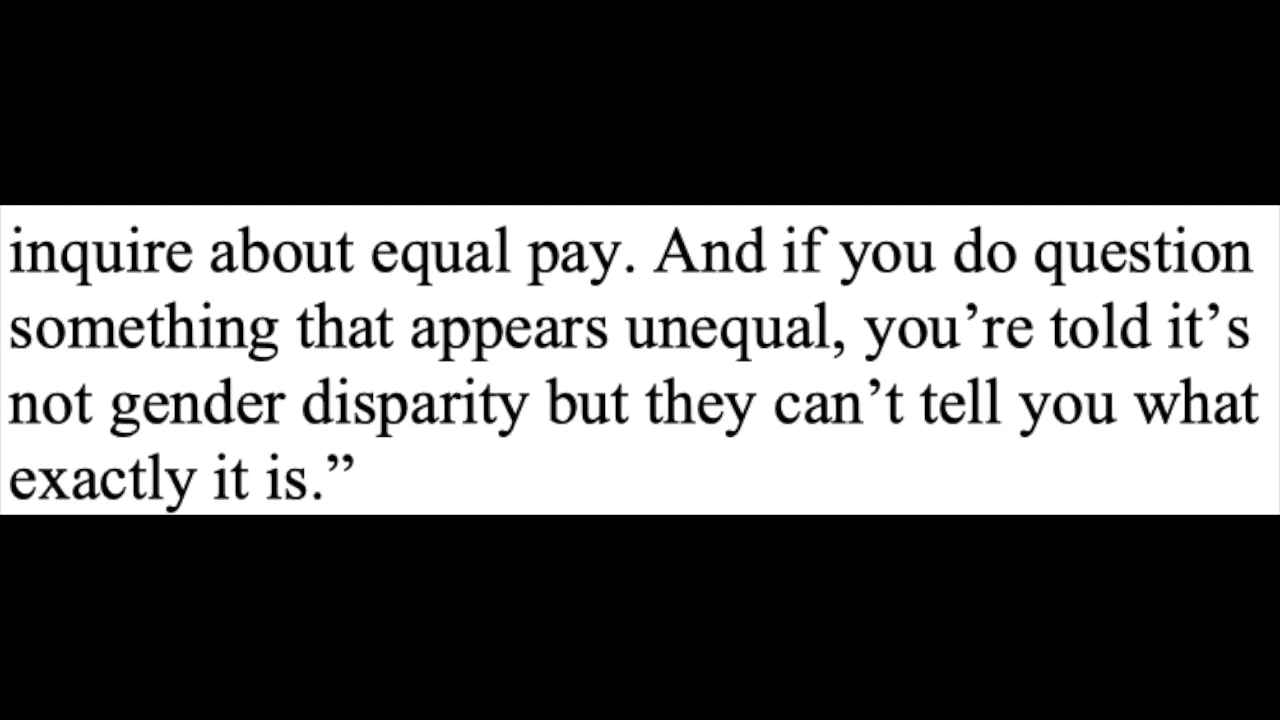 inquire about equal pay. And if you do question
something that appears unequal, you’re told it’s
not gender disparity but they can’t tell you what
exactly it is.”